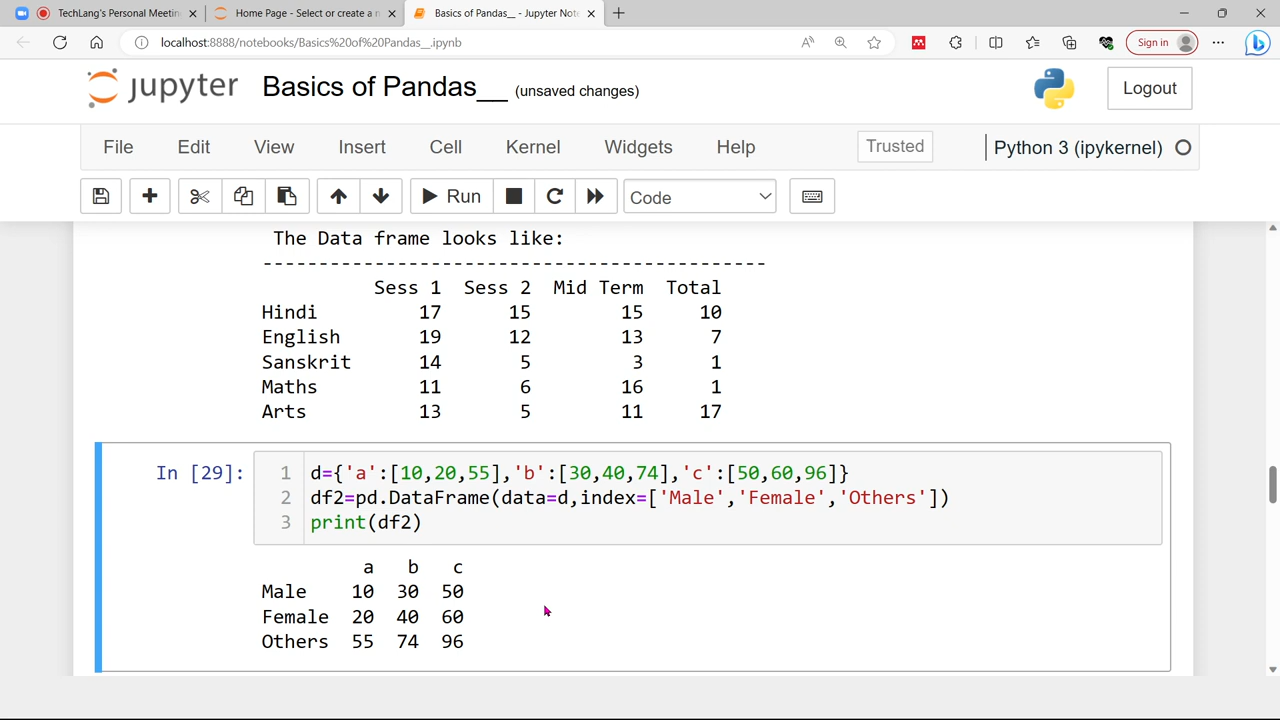 TechLang's Personal Meetin
Home Page - Select or create a n
Basics of Pandas__ - Jupyter Note
localhost:8888/notebooks/Basics%20of%20Pandas__.ipynb
Sign in
jupyter Basics of Pandas__ (unsaved changes)
Logout
File Edit View Insert Cell Kernel Widgets Help
Trusted
Python 3 (ipykernel)
Run
Code
The Data frame looks like:
---------------------------------------------
Sess 1 Sess 2 Mid Term Total
Hindi 17 15 15 10
English 19 12 13 7
Sanskrit 14 5 3 1
Maths 11 6 16 1
Arts 13 5 11 17
In [29]:
1 d={'a':[10,20,55],'b':[30,40,74],'c':[50,60,96]}
2 df2=pd.DataFrame(data=d,index=['Male','Female','Others'])
3 print(df2)
a b c
Male 10 30 50
Female 20 40 60
Others 55 74 96